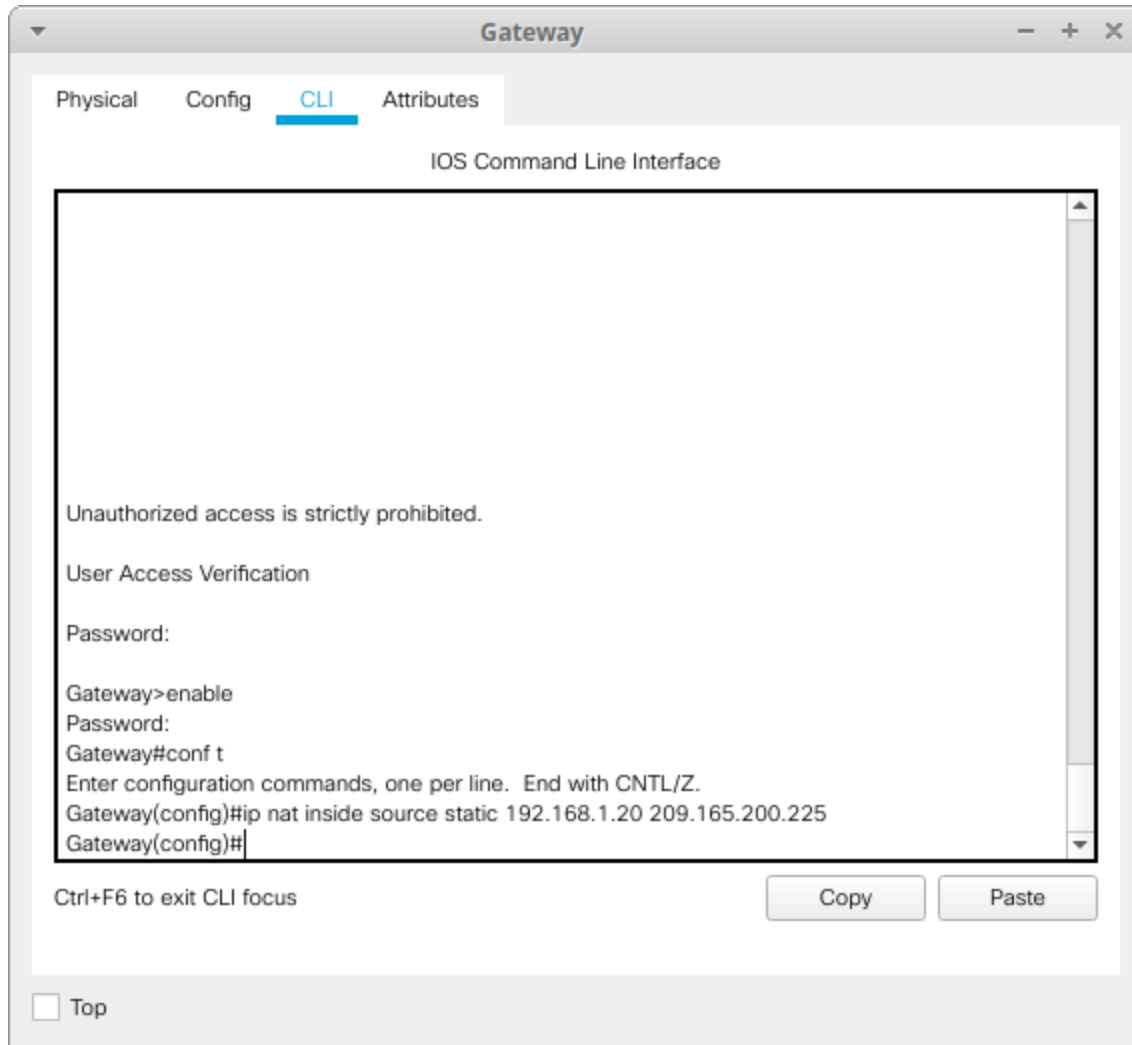 Gateway
Physical Config CLI Attributes
IOS Command Line Interface
Unauthorized access is strictly prohibited.
User Access Verification
Password:
Gateway>enable
Password:
Gateway#conf t
Enter configuration commands, one per line.  End with CNTL/Z.
Gateway(config)#ip nat inside source static 192.168.1.20 209.165.200.225
Gateway(config)#
Ctrl+F6 to exit CLI focus
Copy Paste
Top